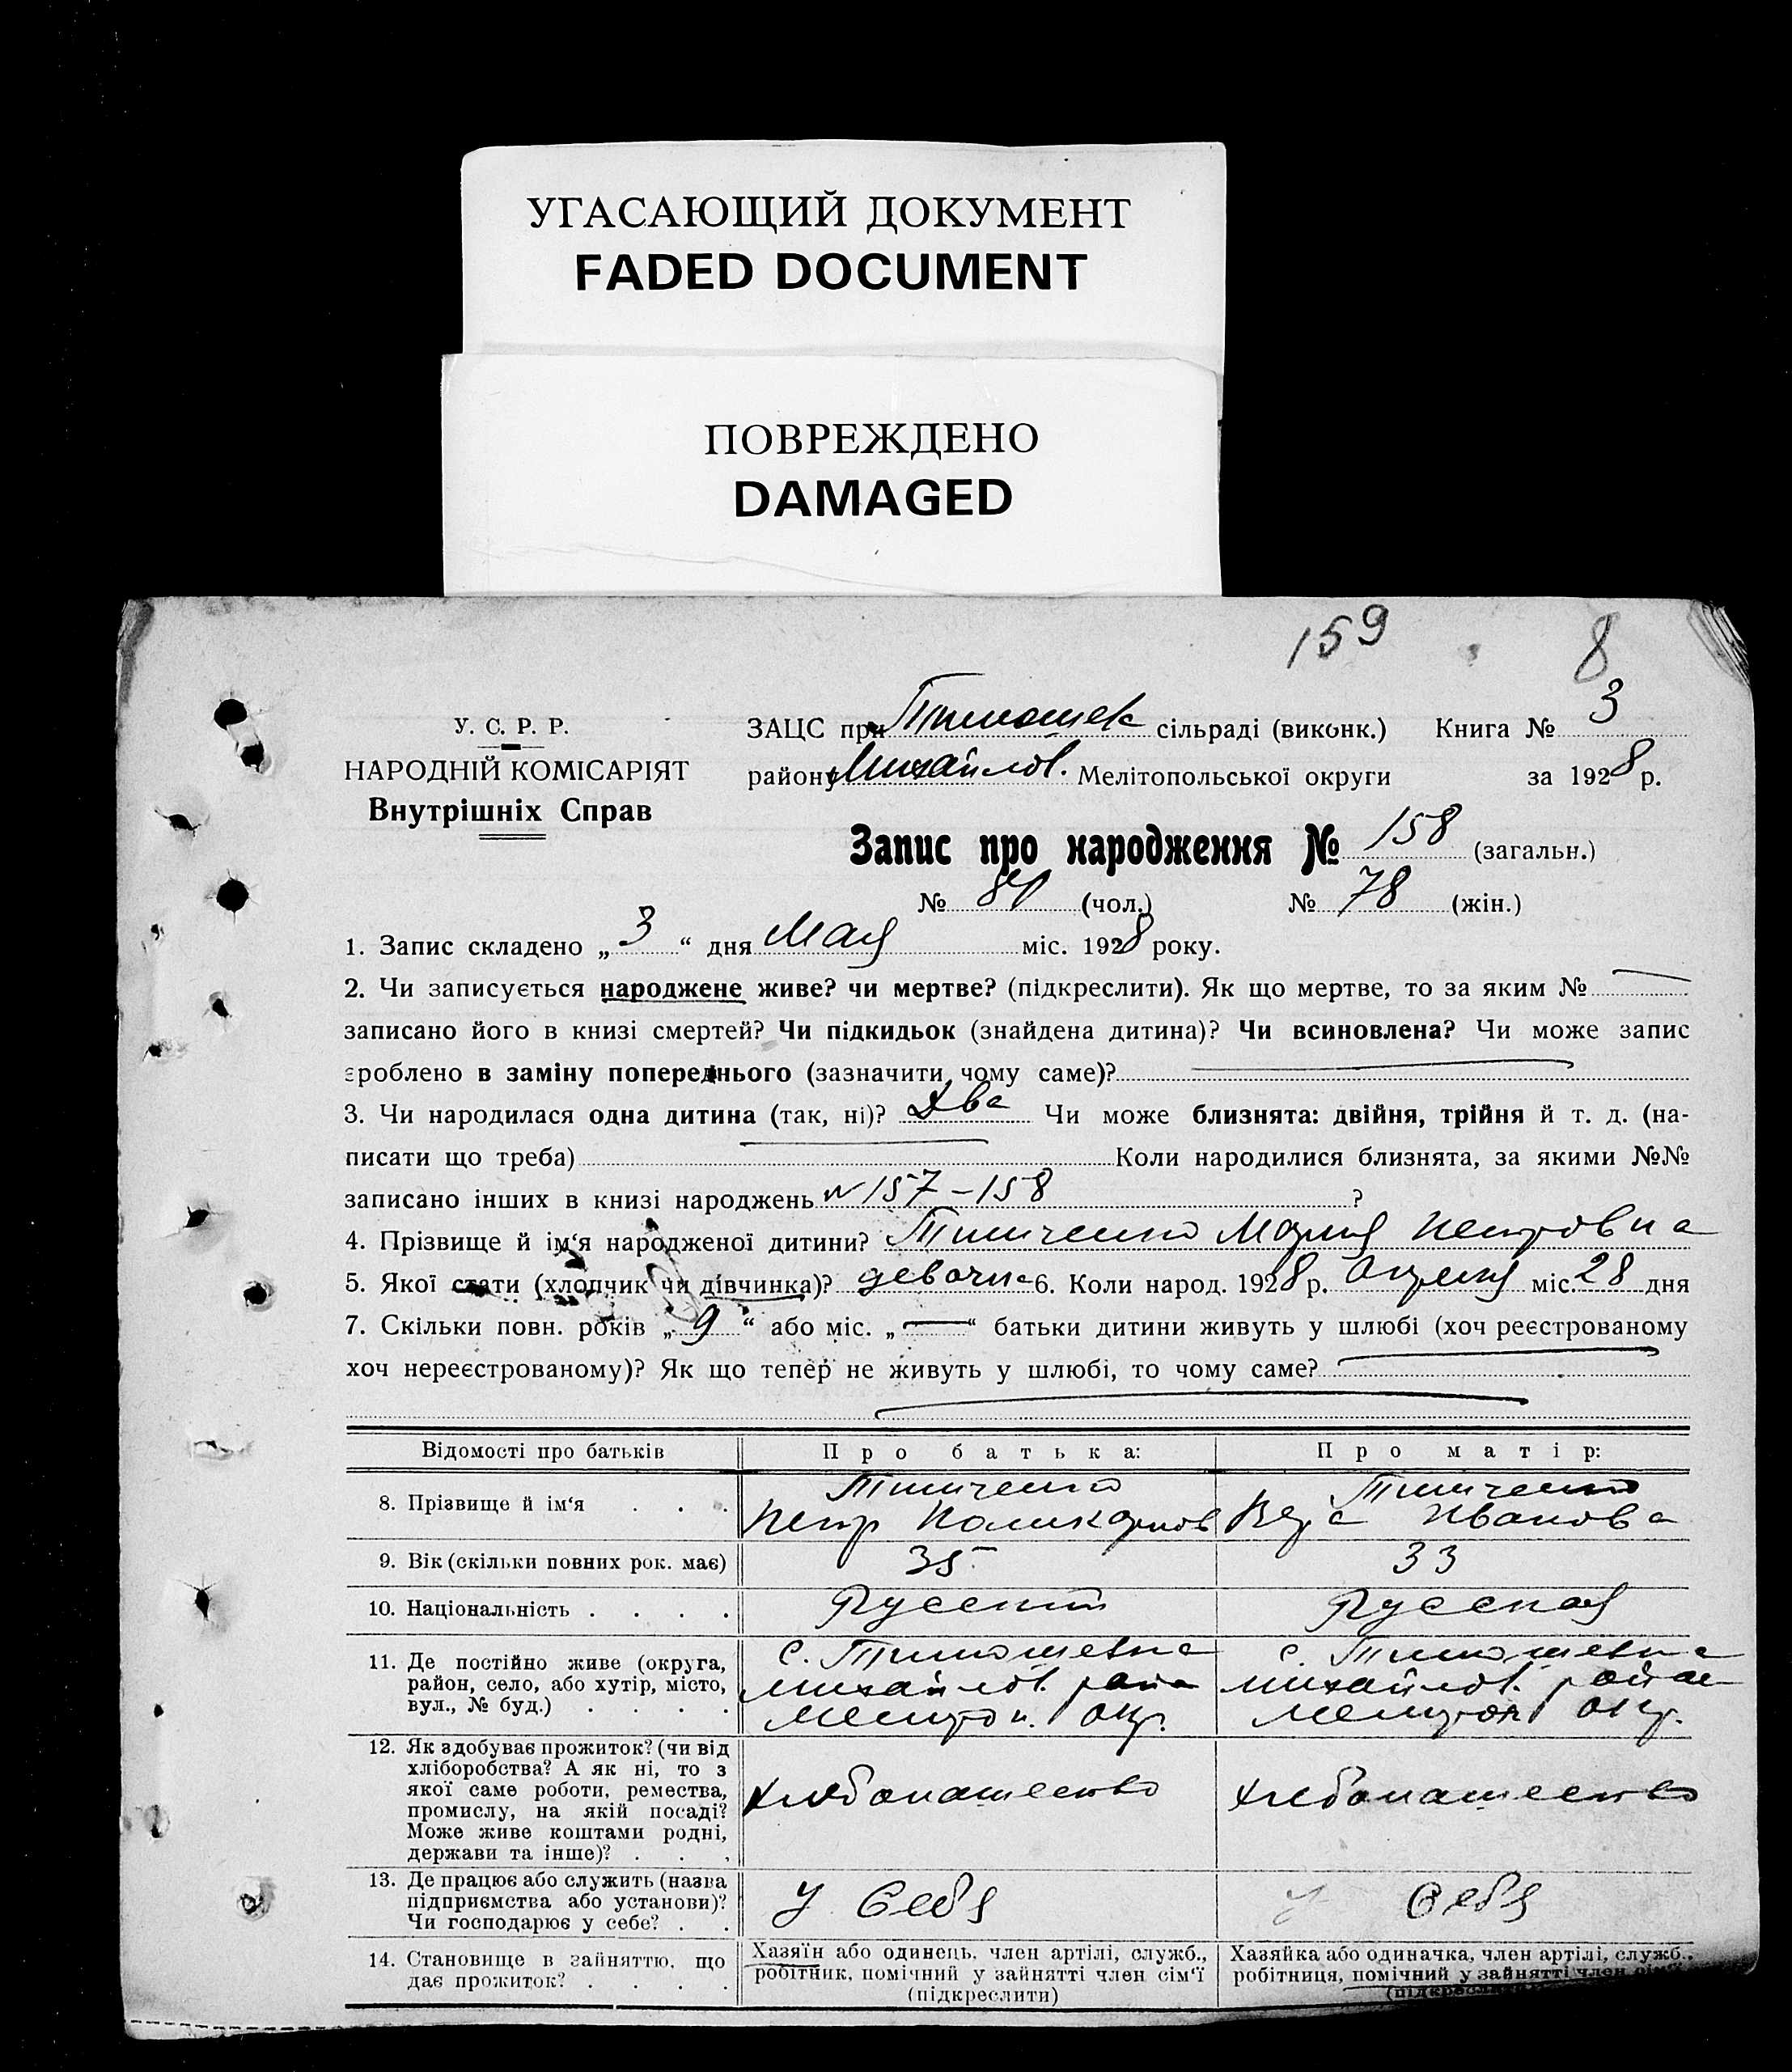 УГАСАЮЩИЙ ДОКУМЕНТ
FADED DOCUMENT
ПОВРЕЖДЕНО
DAMAGED
159 8
У. С. Р. Р.
НАРОДНІЙ КОМІСАРІЯТ
Внутрішніх Справ
ЗАЦС при Тимошек сільраді (виконк.) Книга № 3
району Михайлов. Мелітопольської округи за 1928 р.
Запис про народження № 158 (загальн.)
№ (чол.) № 78 (жін.)
1. Запис складено „3“ дня Мая міс. 1928 року.
2. Чи записується народжене живе? чи мертве? (підкреслити). Як що мертве, то за яким №
записано його в книзі смертей? Чи підкидьок (знайдена дитина)? Чи всиновлена? Чи може запис
зроблено в заміну попереднього (зазначити чому саме)?
3. Чи народилася одна дитина (так, ні)? Два Чи може близнята: двійня, трійня й т. д. (на-
писати що треба) Коли народилися близнята, за якими №№
записано інших в книзі народжень № 157-158 ?
4. Прізвище й ім‘я народженої дитини? Тимченко Мария Петровна
5. Якої стати (хлопчик чи дівчинка)? девочка 6. Коли народ. 1928 р. Апреля міс. 28 дня
7. Скільки повн. років „9“ або міс. „—“ батьки дитини живуть у шлюбі (хоч реєстрованому
хоч нереєстрованому)? Як що тепер не живуть у шлюбі, то чому саме?
Відомості про батьків Про батька: Про матір:
8. Прізвище й ім‘я . . . Тимченко Петр Поликарпов Тимченко Вера Иванова
9. Вік (скільки повних рок. має) 35 33
10. Національність . . . . Русский Русская
11. Де постійно живе (округа,
район, село, або хутір, місто,
вул., № буд.) . . . .
с. Тимошевка
михайлов. район
Мелитоп. окр.
с. Тимошевка
михайлов. район
Мелитоп окр.
12. Як здобуває прожиток? (чи від
хліборобства? А як ні, то з
якої саме роботи, ремества,
промислу, на якій посаді?
Може живе коштами родні,
держави та інше)? . . .
хлебопашество хлебопашество
13. Де працює або служить (назва
підприємства або установи)?
Чи господарює у себе? . .
У Себя У Себя
14. Становище в зайняттю, що
дає прожиток? . . . .
Хазяїн або одинець, член артілі, служб.,
робітник, помічний у зайнятті член сім‘ї
(підкреслити)
Хазяйка або одиначка, член артілі, служб.,
робітниця, помічний у зайнятті член сім‘ї
(підкреслити)